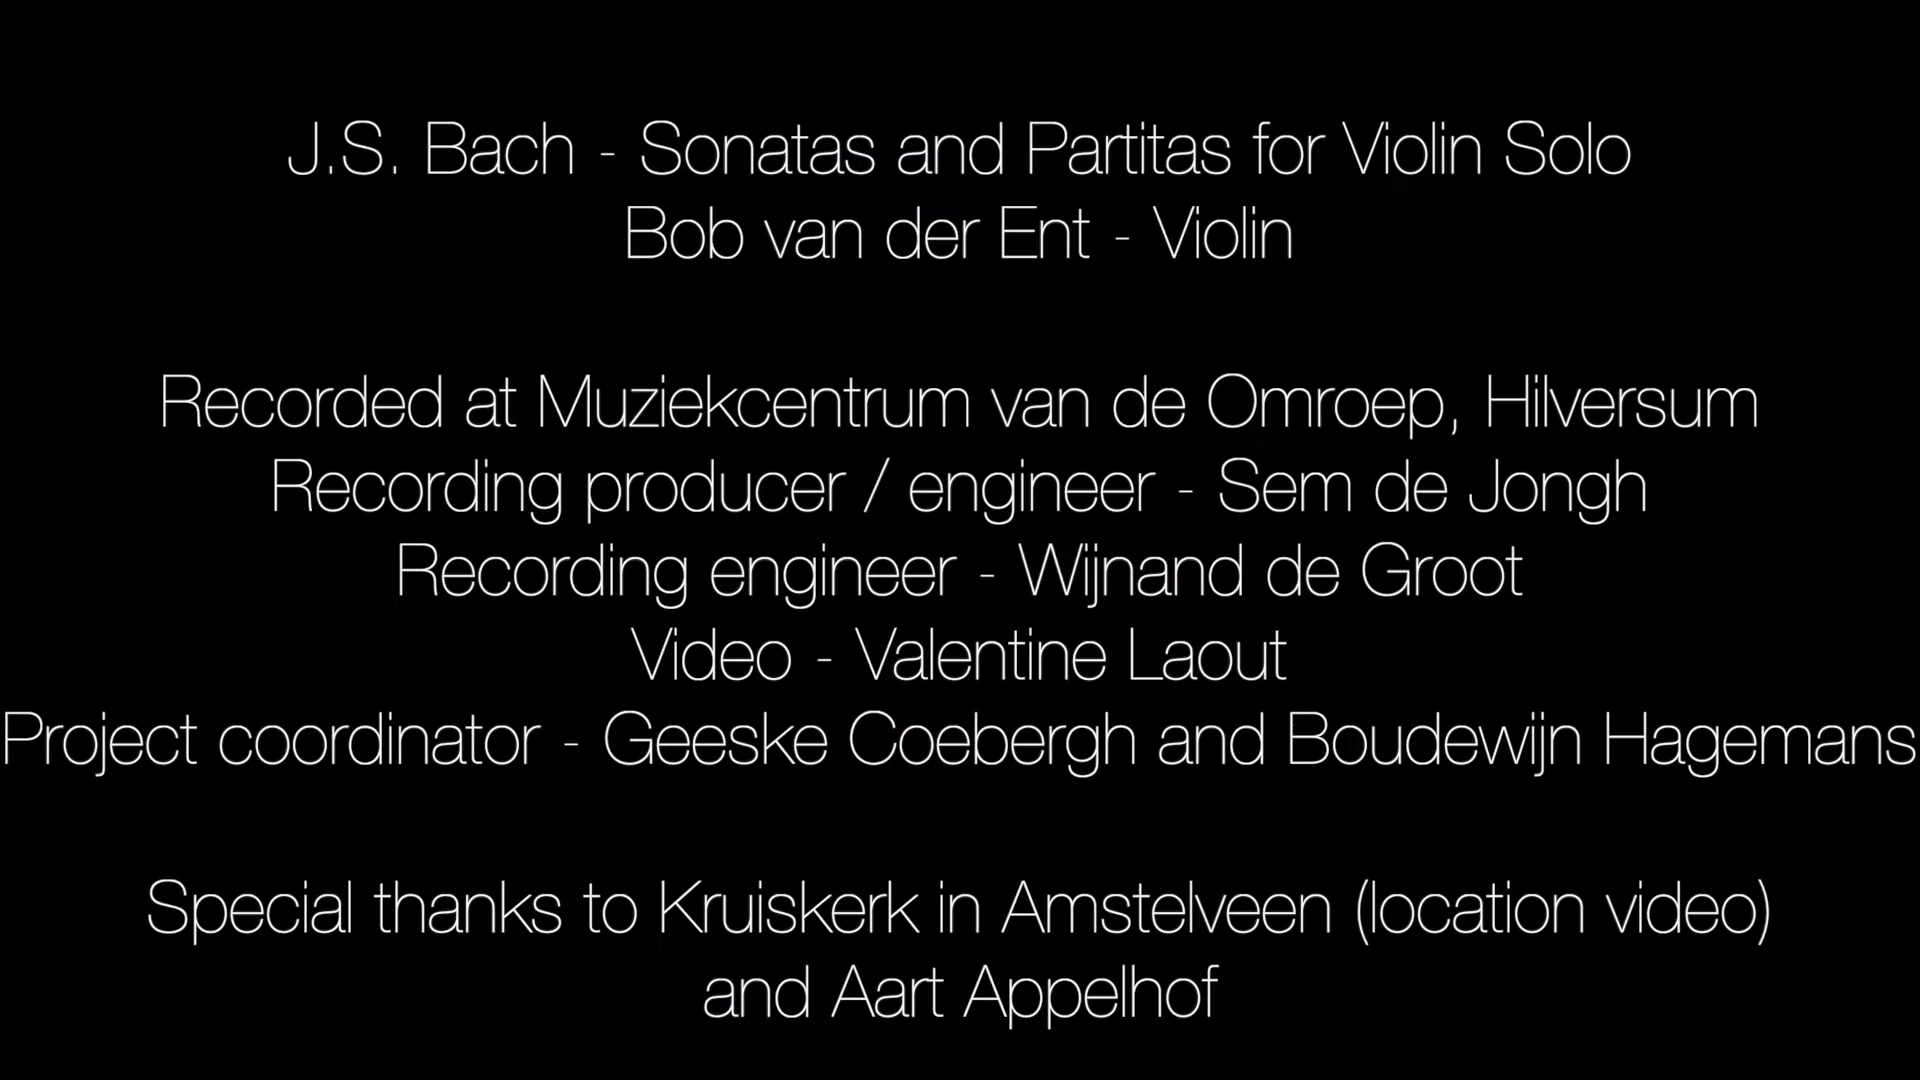 J.S. Bach - Sonatas and Partitas for Violin Solo
Bob van der Ent - Violin
Recorded at Muziekcentrum van de Omroep, Hilversum
Recording producer / engineer - Sem de Jongh
Recording engineer - Wijnand de Groot
Video - Valentine Laout
Project coordinator - Geeske Coebergh and Boudewijn Hagemans
Special thanks to Kruiskerk in Amstelveen (location video)
and Aart Appelhof